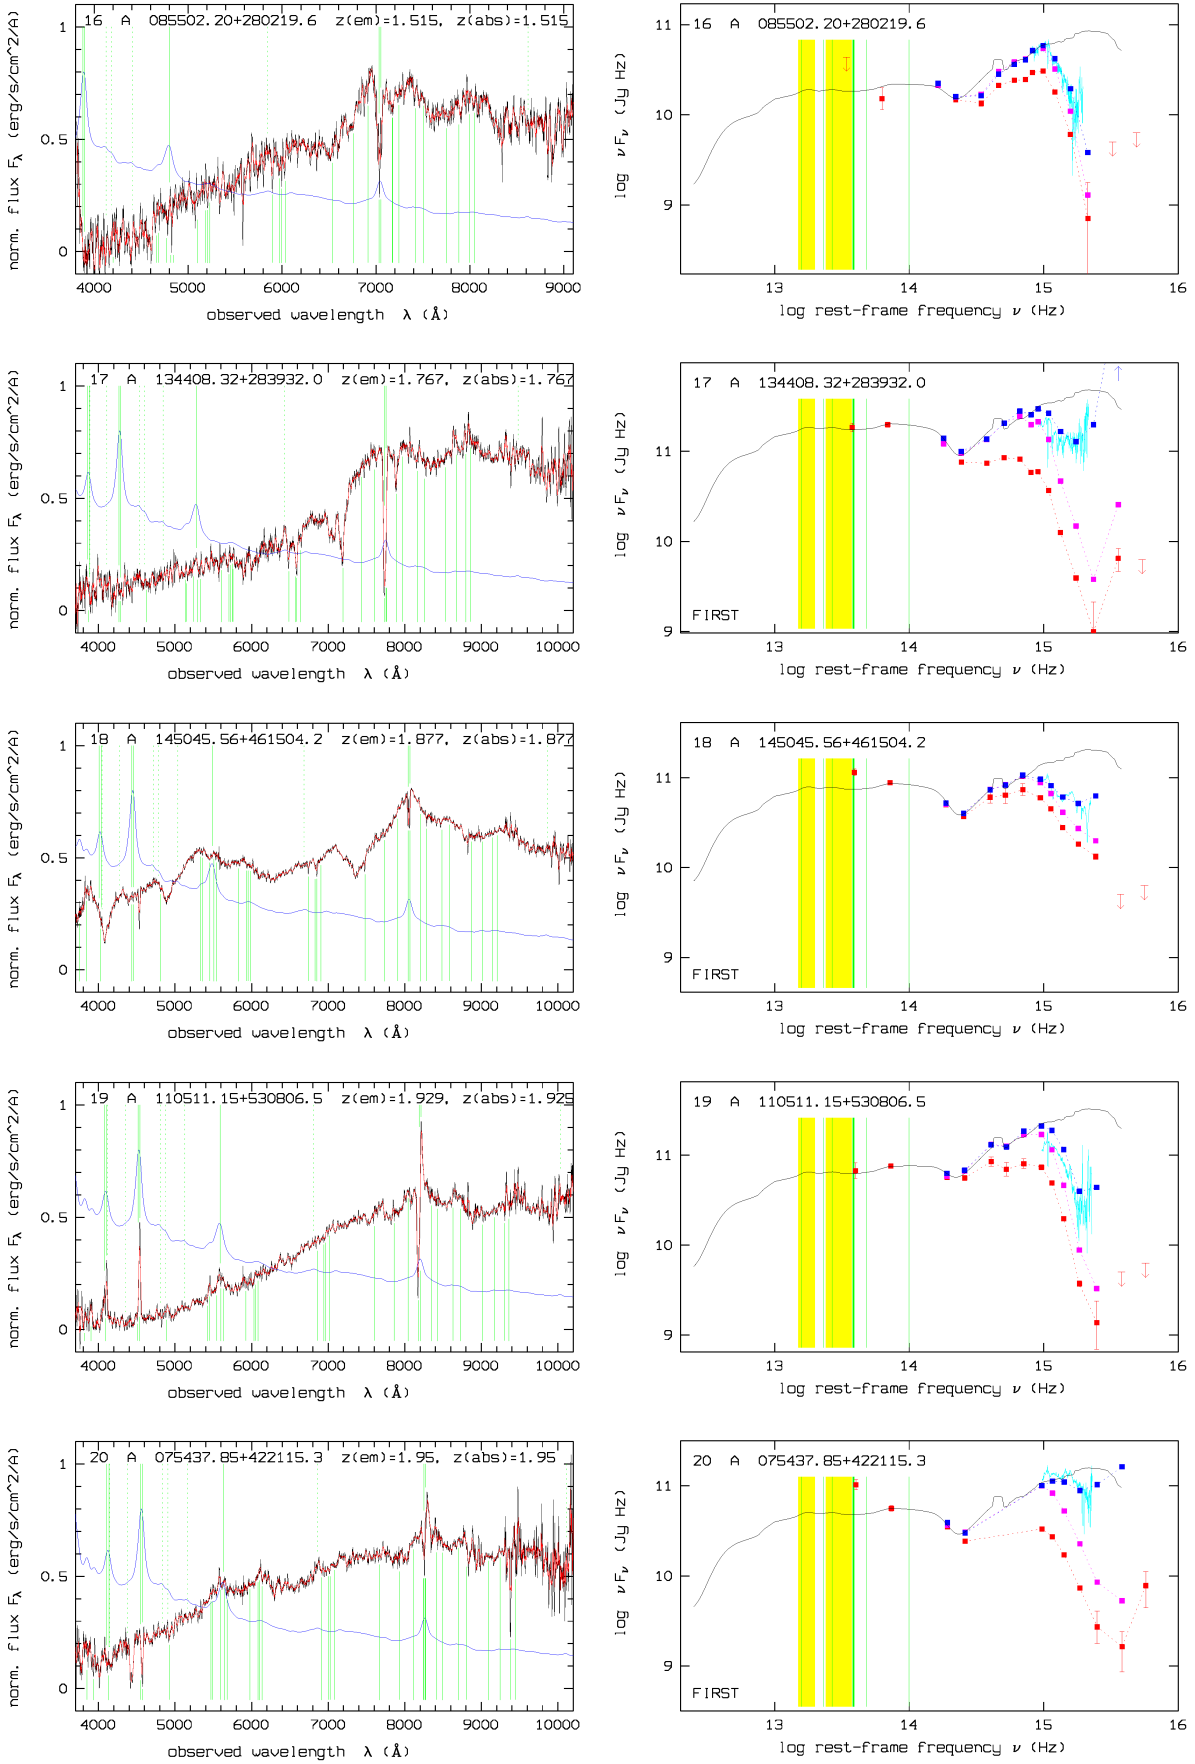 16 A 085502.20+280219.6 z(em)=1.515, z(abs)=1.515
norm. flux Fλ (erg/s/cm^2/A)
1
0.5
0
4000 5000 6000 7000 8000 9000
observed wavelength λ (Å)
16 A 085502.20+280219.6
log ν Fν (Jy Hz)
11
10
9
13 14 15 16
log rest-frame frequency ν (Hz)
17 A 134408.32+283932.0 z(em)=1.767, z(abs)=1.767
norm. flux Fλ (erg/s/cm^2/A)
1
0.5
0
4000 5000 6000 7000 8000 9000 10000
observed wavelength λ (Å)
17 A 134408.32+283932.0
log ν Fν (Jy Hz)
11
10
9
FIRST
13 14 15 16
log rest-frame frequency ν (Hz)
18 A 145045.56+461504.2 z(em)=1.877, z(abs)=1.877
norm. flux Fλ (erg/s/cm^2/A)
1
0.5
0
4000 5000 6000 7000 8000 9000 10000
observed wavelength λ (Å)
18 A 145045.56+461504.2
log ν Fν (Jy Hz)
11
10
9
FIRST
13 14 15 16
log rest-frame frequency ν (Hz)
19 A 110511.15+530806.5 z(em)=1.929, z(abs)=1.925
norm. flux Fλ (erg/s/cm^2/A)
1
0.5
0
4000 5000 6000 7000 8000 9000 10000
observed wavelength λ (Å)
19 A 110511.15+530806.5
log ν Fν (Jy Hz)
11
10
9
13 14 15 16
log rest-frame frequency ν (Hz)
20 A 075437.85+422115.3 z(em)=1.95, z(abs)=1.95
norm. flux Fλ (erg/s/cm^2/A)
1
0.5
0
4000 5000 6000 7000 8000 9000 10000
observed wavelength λ (Å)
20 A 075437.85+422115.3
log ν Fν (Jy Hz)
11
10
9
FIRST
13 14 15 16
log rest-frame frequency ν (Hz)